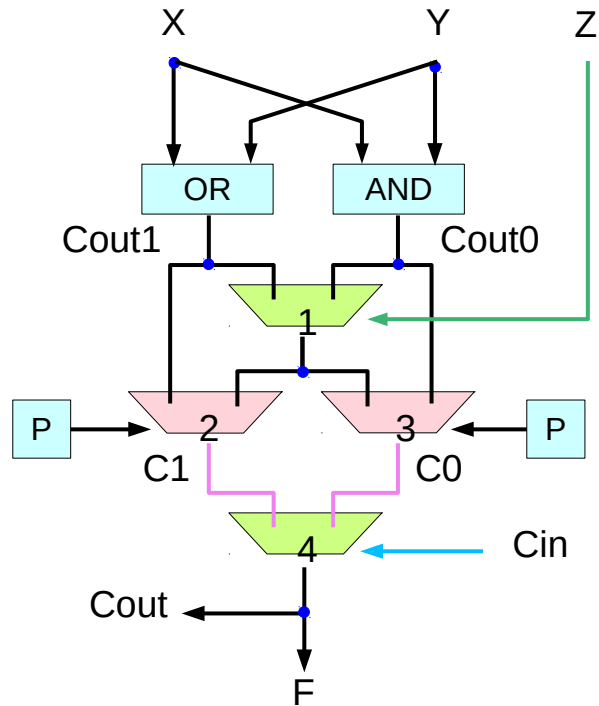 X Y Z
OR AND
Cout1 Cout0
1
P 2 3 P
C1 C0
4 Cin
Cout
F